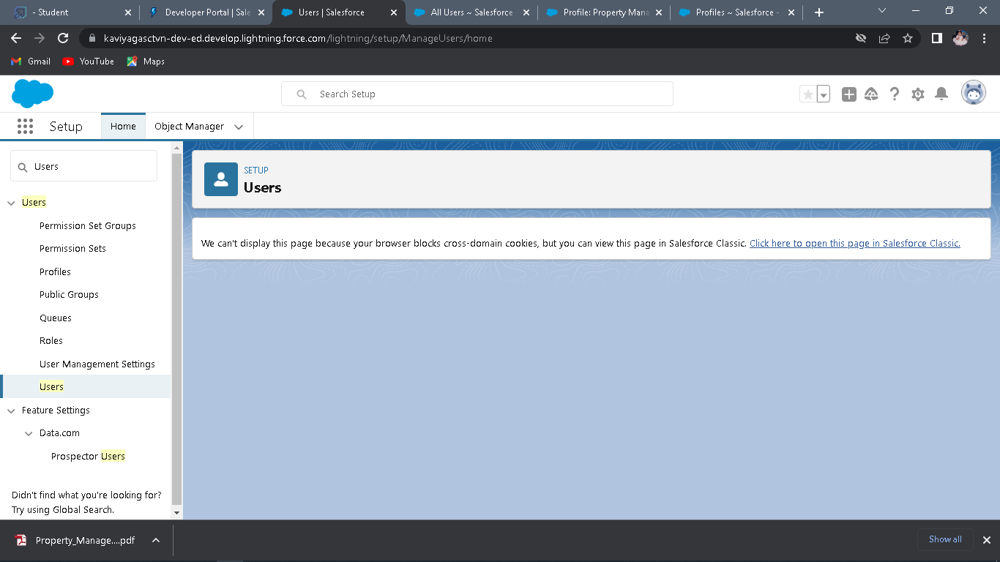 - Student
Developer Portal | Sale
Users | Salesforce
All Users ~ Salesforce
Profile: Property Mana
Profiles ~ Salesforce -
kaviyagasctvn-dev-ed.develop.lightning.force.com/lightning/setup/ManageUsers/home
Gmail
YouTube
Maps
Search Setup
Setup
Home
Object Manager
Users
Users
Permission Set Groups
Permission Sets
Profiles
Public Groups
Queues
Roles
User Management Settings
Users
Feature Settings
Data.com
Prospector Users
Didn't find what you're looking for?
Try using Global Search.
SETUP
Users
We can't display this page because your browser blocks cross-domain cookies, but you can view this page in Salesforce Classic. Click here to open this page in Salesforce Classic.
Property_Manage....pdf
Show all